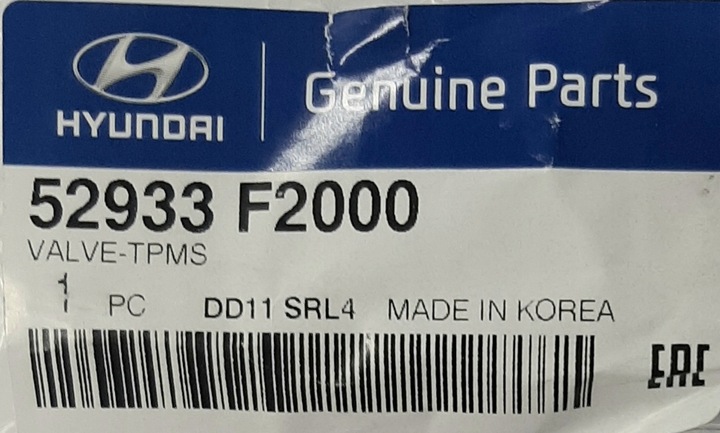 HYUNDAI
Genuine Parts
52933 F2000
VALVE-TPMS
1 PC DD11 SRL4 MADE IN KOREA
EAC